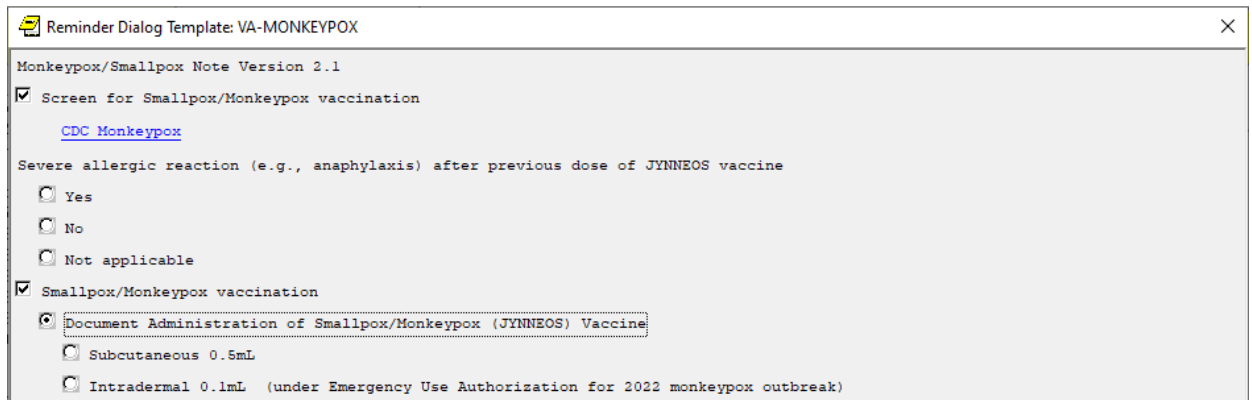 Reminder Dialog Template: VA-MONKEYPOX
Monkeypox/Smallpox Note Version 2.1
Screen for Smallpox/Monkeypox vaccination
CDC Monkeypox
Severe allergic reaction (e.g., anaphylaxis) after previous dose of JYNNEOS vaccine
Yes
No
Not applicable
Smallpox/Monkeypox vaccination
Document Administration of Smallpox/Monkeypox (JYNNEOS) Vaccine
Subcutaneous 0.5mL
Intradermal 0.1mL (under Emergency Use Authorization for 2022 monkeypox outbreak)